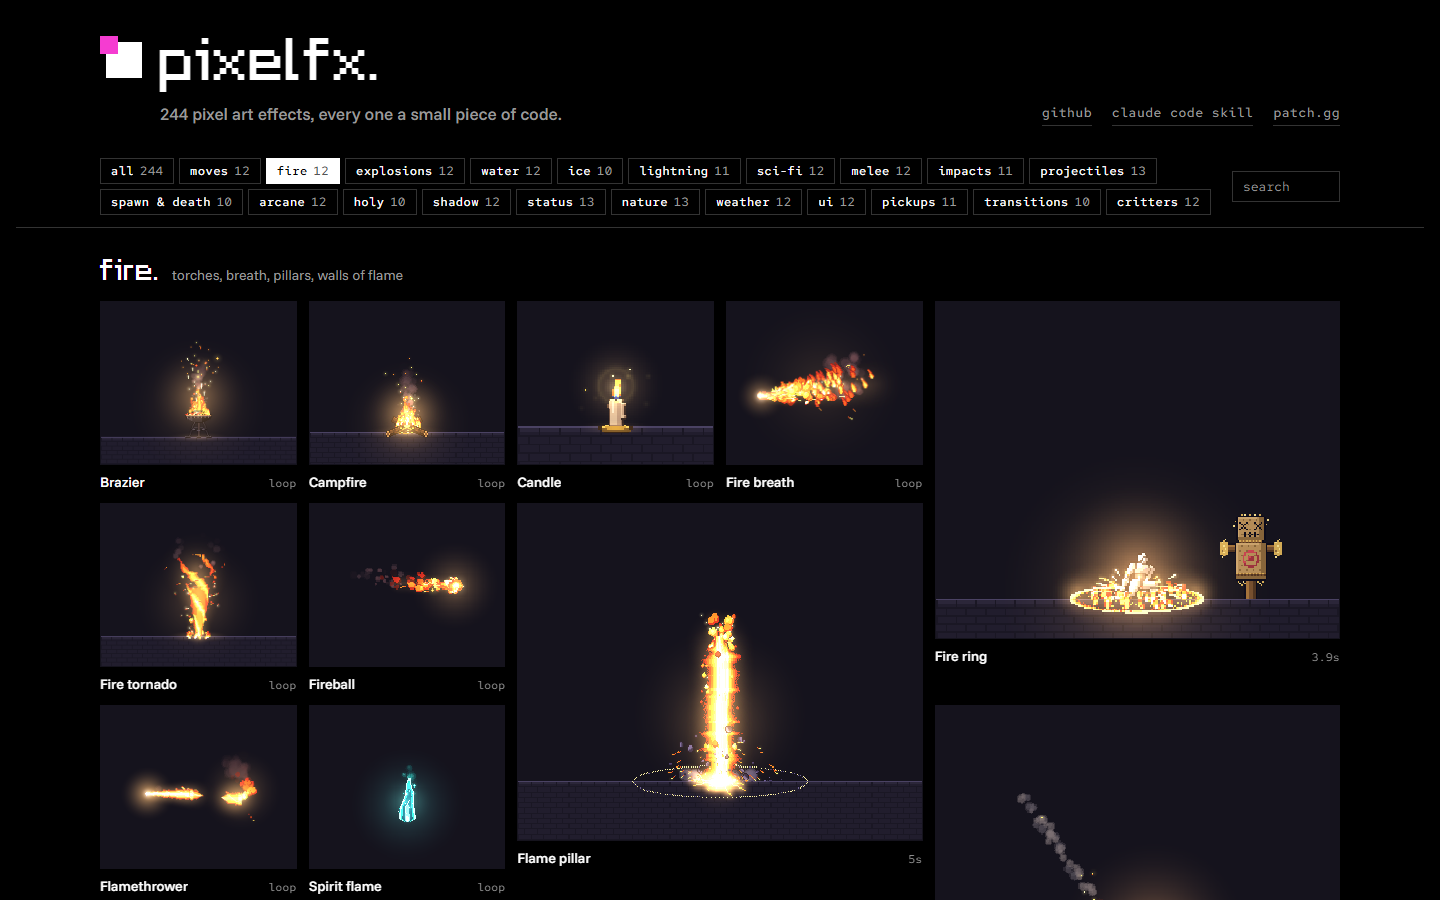 pixelfx.
244 pixel art effects, every one a small piece of code.
github claude code skill patch.gg
all 244 moves 12 fire 12 explosions 12 water 12 ice 10 lightning 11 sci-fi 12 melee 12 impacts 11 projectiles 13
search
spawn & death 10 arcane 12 holy 10 shadow 12 status 13 nature 13 weather 12 ui 12 pickups 11 transitions 10 critters 12
fire. torches, breath, pillars, walls of flame
Brazier loop Campfire loop Candle loop Fire breath loop
Fire ring 3.9s
Fire tornado loop Fireball loop
Flame pillar 5s
Flamethrower loop Spirit flame loop